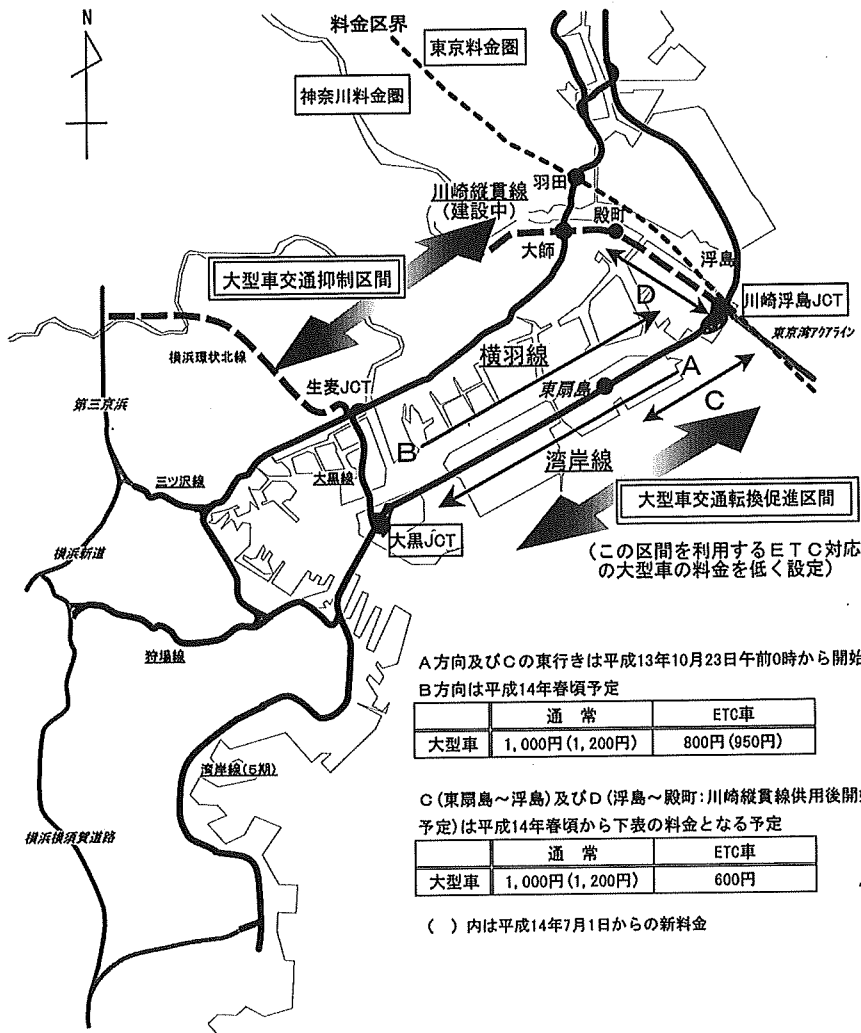 N
料金区界
東京料金圏
神奈川料金圏
羽田
川崎縦貫線
(建設中)
殿町
大師
浮島
大型車交通抑制区間
川崎浮島JCT
D
東京湾アクアライン
横浜環状北線
横羽線
生麦JCT
東扇島
A
第三京浜
C
B
湾岸線
三ツ沢線
大黒線
大型車交通転換促進区間
大黒JCT
横浜新道
(この区間を利用するETC対応
の大型車の料金を低く設定)
狩場線
A方向及びCの東行きは平成13年10月23日午前0時から開始
B方向は平成14年春頃予定
通常 ETC車
大型車 1,000円(1,200円) 800円(950円)
湾岸線(5期)
C(東扇島~浮島)及びD(浮島~殿町:川崎縦貫線供用後開始
予定)は平成14年春頃から下表の料金となる予定
横浜横須賀道路
通常 ETC車
大型車 1,000円(1,200円) 600円
( )内は平成14年7月1日からの新料金